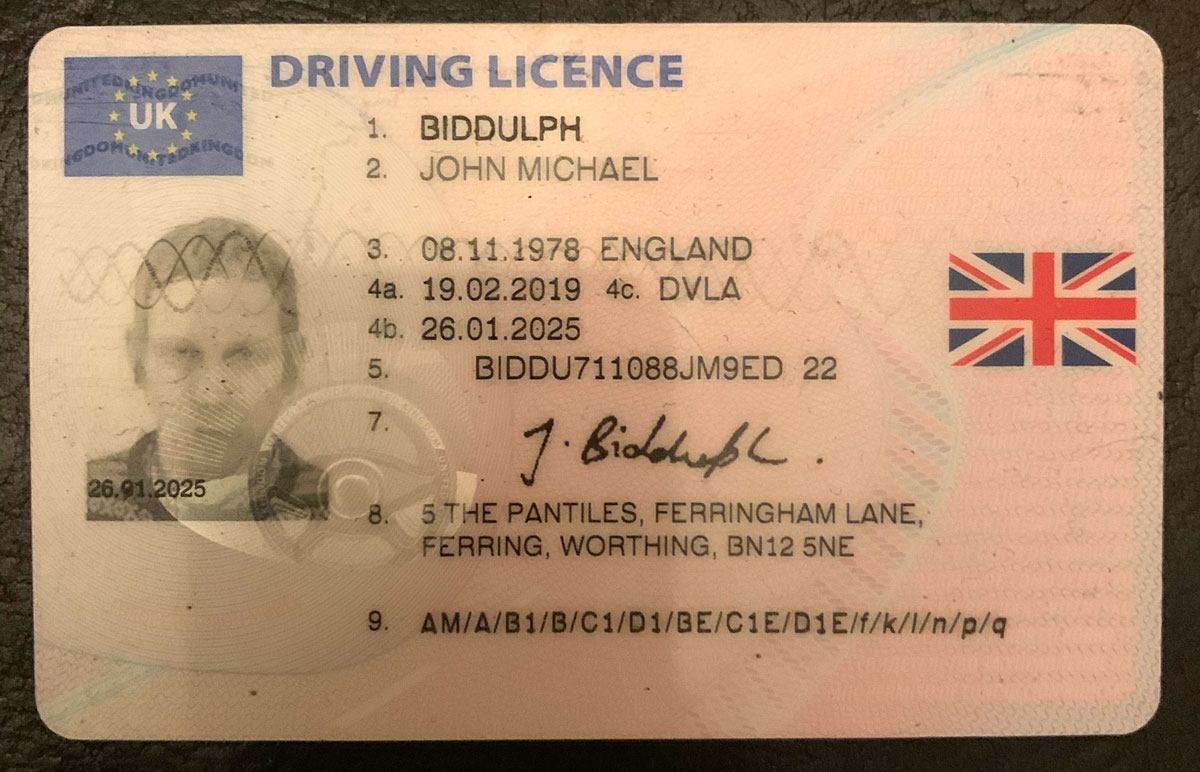 DRIVING LICENCE
UK
1. BIDDULPH
2. JOHN MICHAEL
3. 08.11.1978 ENGLAND
4a. 19.02.2019 4c. DVLA
4b. 26.01.2025
5. BIDDU711088JM9ED 22
7. J. Biddulph .
26.01.2025
8. 5 THE PANTILES, FERRINGHAM LANE,
FERRING, WORTHING, BN12 5NE
9. AM/A/B1/B/C1/D1/BE/C1E/D1E/f/k/l/n/p/q